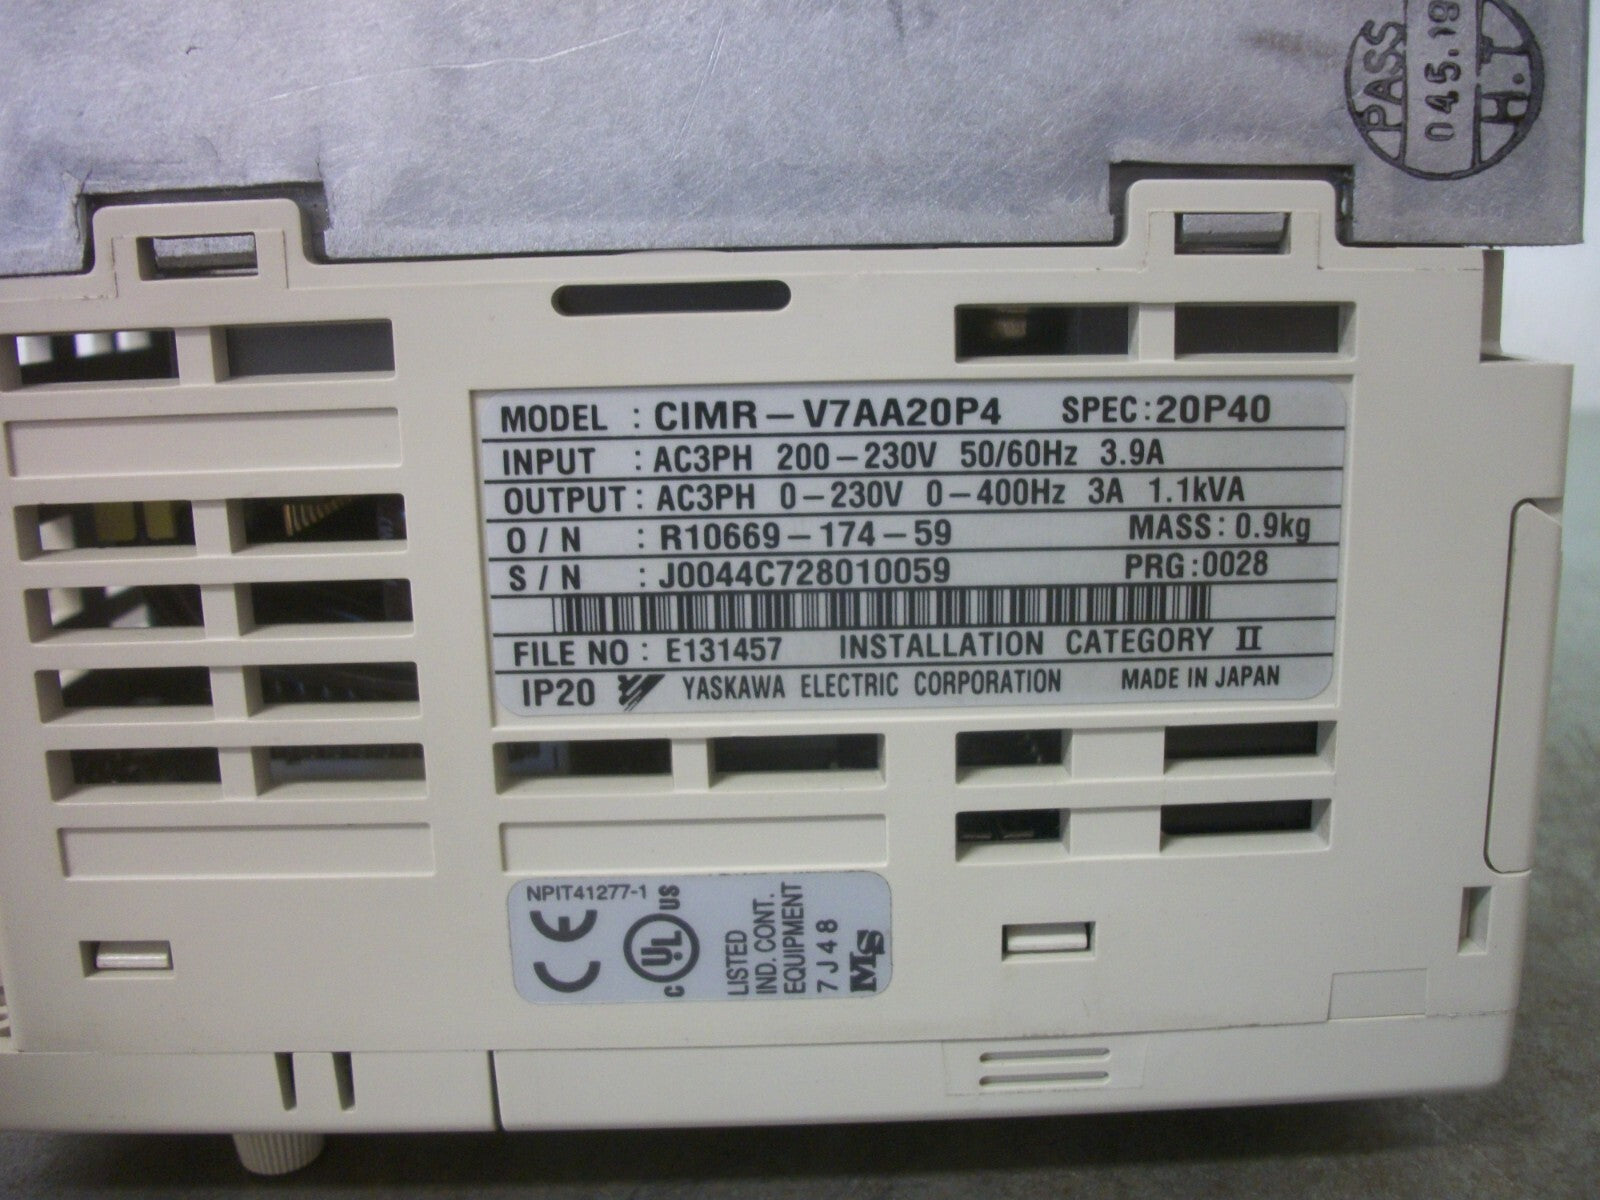 PASS
045.19
H.T
MODEL : CIMR-V7AA20P4 SPEC:20P40
INPUT : AC3PH 200-230V 50/60Hz 3.9A
OUTPUT : AC3PH 0-230V 0-400Hz 3A 1.1kVA
O/N : R10669-174-59 MASS: 0.9kg
S/N : J0044C728010059 PRG:0028
FILE NO : E131457 INSTALLATION CATEGORY II
IP20 YASKAWA ELECTRIC CORPORATION MADE IN JAPAN
NPIT41277-1
CE
C UL US
LISTED
IND. CONT.
EQUIPMENT
7J48
MS